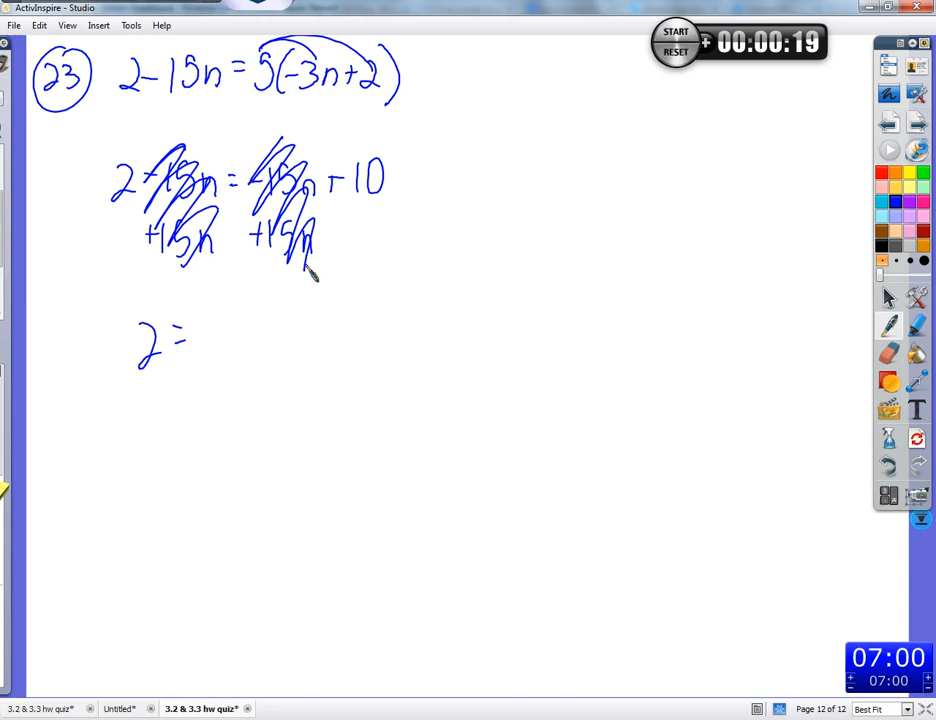 ActivInspire - Studio
File Edit View Insert Tools Help
START
RESET
00:00:19
23 2-15n=5(-3n+2)
2-15n=-15n+10
+15n +15n
2=
07:00
07:00
3.2 & 3.3 hw quiz* Untitled* 3.2 & 3.3 hw quiz* Page 12 of 12 Best Fit